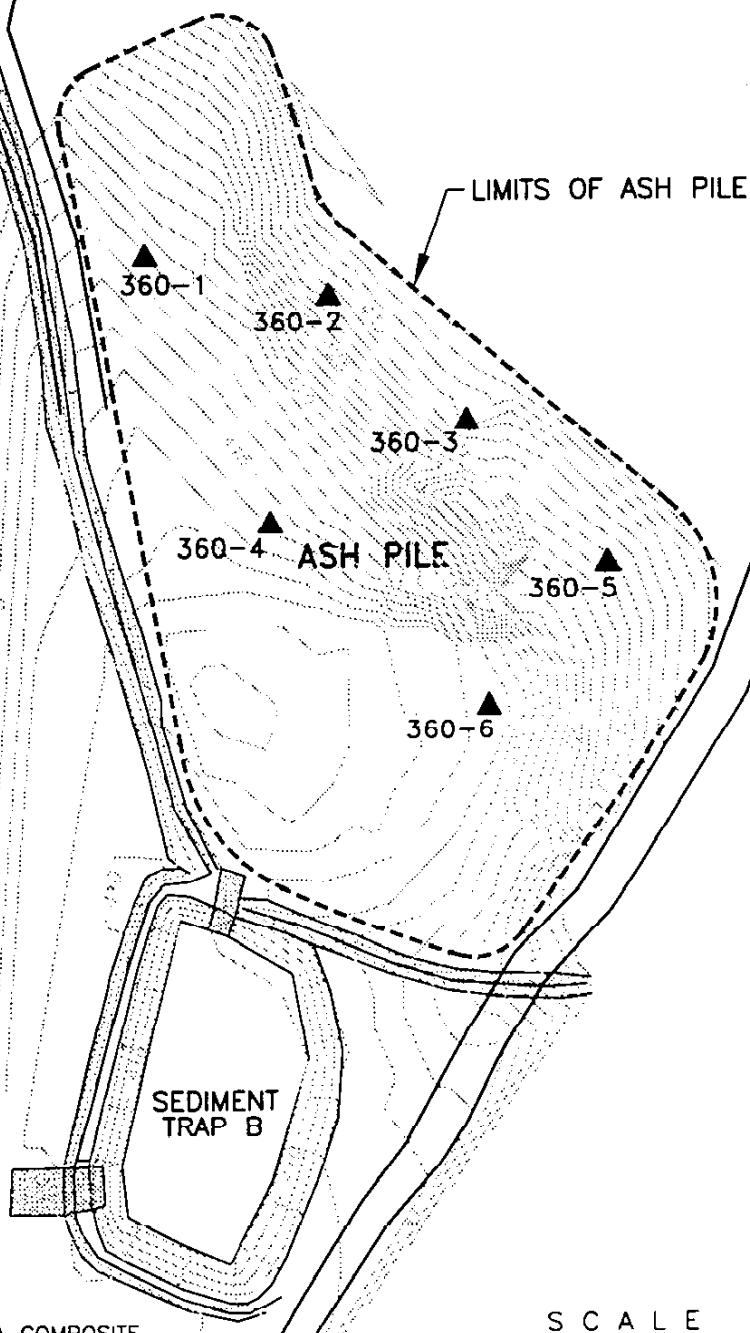 LIMITS OF ASH PILE
360-1
360-2
360-3
360-4
ASH PILE
360-5
360-6
SEDIMENT
TRAP B
COMPOSITE
SCALE